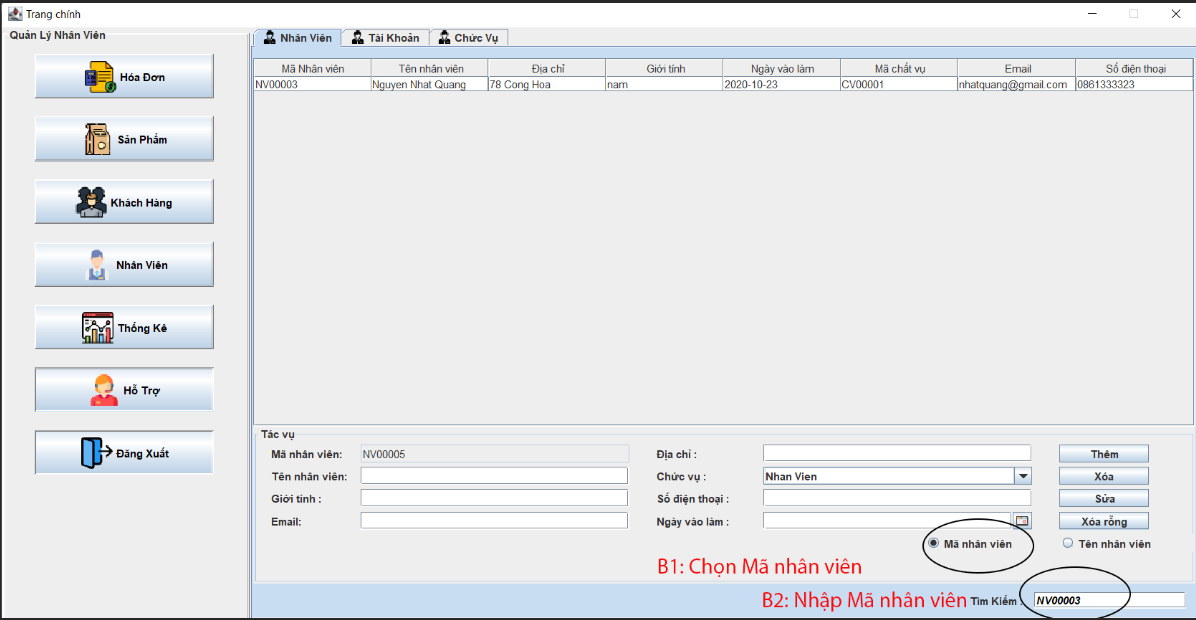 Trang chính
Quản Lý Nhân Viên
Hóa Đơn
Sản Phẩm
Khách Hàng
Nhân Viên
Thống Kê
Hỗ Trợ
Đăng Xuất
Nhân Viên Tài Khoản Chức Vụ
Mã Nhân viên Tên nhân viên Địa chỉ Giới tính Ngày vào làm Mã chất vụ Email Số điện thoại
NV00003 Nguyen Nhat Quang 78 Cong Hoa nam 2020-10-23 CV00001 nhatquang@gmail.com 0861333323
Tác vụ
Mã nhân viên: NV00005 Địa chỉ : Thêm
Tên nhân viên: Chức vụ : Nhan Vien Xóa
Giới tính : Số điện thoại : Sửa
Email: Ngày vào làm : Xóa rỗng
Mã nhân viên Tên nhân viên
B1: Chọn Mã nhân viên
B2: Nhập Mã nhân viên Tìm Kiếm : NV00003